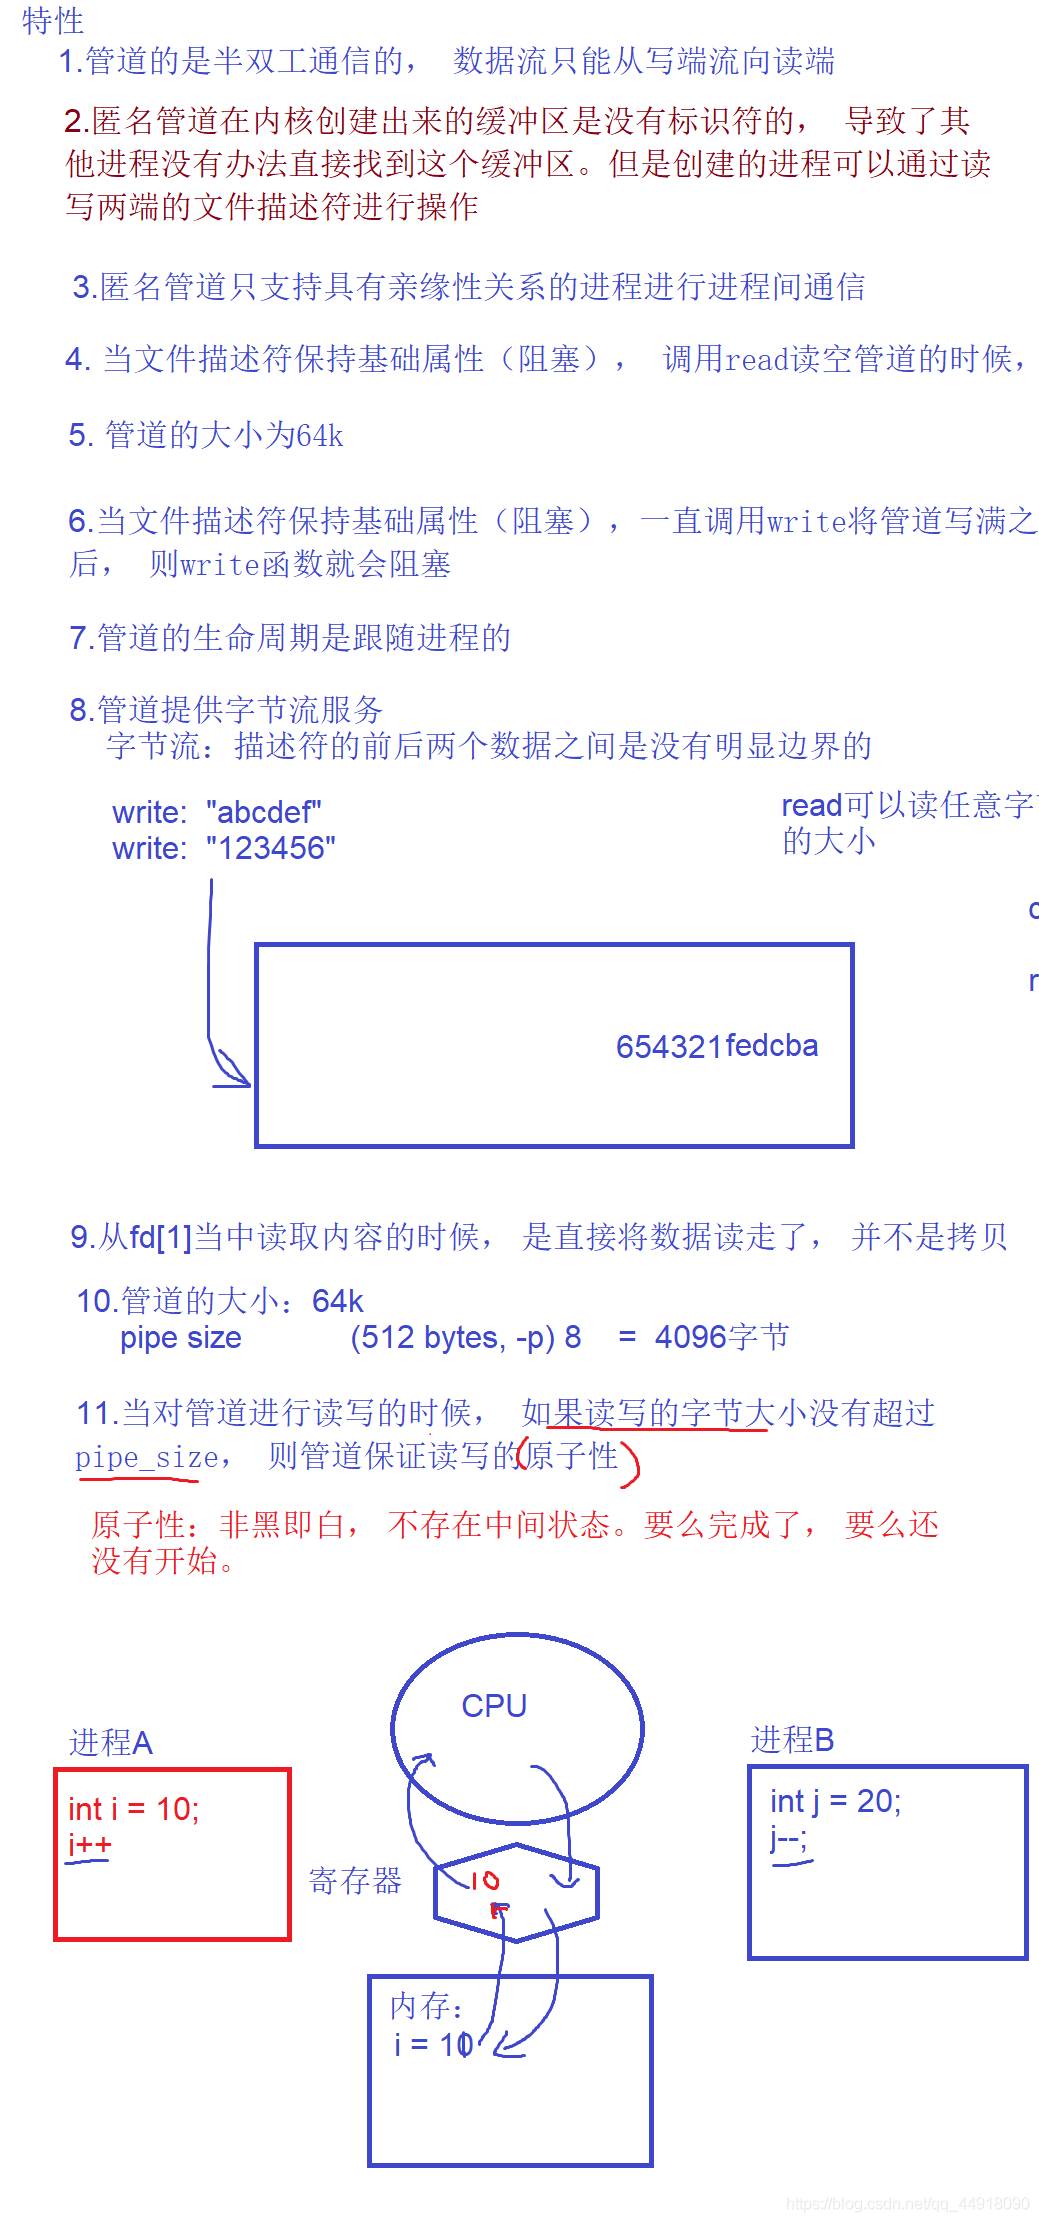 特性
1.管道的是半双工通信的， 数据流只能从写端流向读端
2.匿名管道在内核创建出来的缓冲区是没有标识符的， 导致了其
他进程没有办法直接找到这个缓冲区。但是创建的进程可以通过读
写两端的文件描述符进行操作
3.匿名管道只支持具有亲缘性关系的进程进行进程间通信
4. 当文件描述符保持基础属性（阻塞）， 调用read读空管道的时候，
5. 管道的大小为64k
6.当文件描述符保持基础属性（阻塞）,一直调用write将管道写满之
后， 则write函数就会阻塞
7.管道的生命周期是跟随进程的
8.管道提供字节流服务
字节流：描述符的前后两个数据之间是没有明显边界的
write: "abcdef"
write: "123456"
read可以读任意字
的大小
654321fedcba
9.从fd[1]当中读取内容的时候， 是直接将数据读走了， 并不是拷贝
10.管道的大小：64k
pipe size (512 bytes, -p) 8 = 4096字节
11.当对管道进行读写的时候， 如果读写的字节大小没有超过
pipe_size， 则管道保证读写的(原子性)
原子性：非黑即白， 不存在中间状态。要么完成了， 要么还
没有开始。
CPU
进程A
int i = 10;
i++
进程B
int j = 20;
j--;
寄存器
10
内存：
i = 10
https://blog.csdn.net/qq_44918090